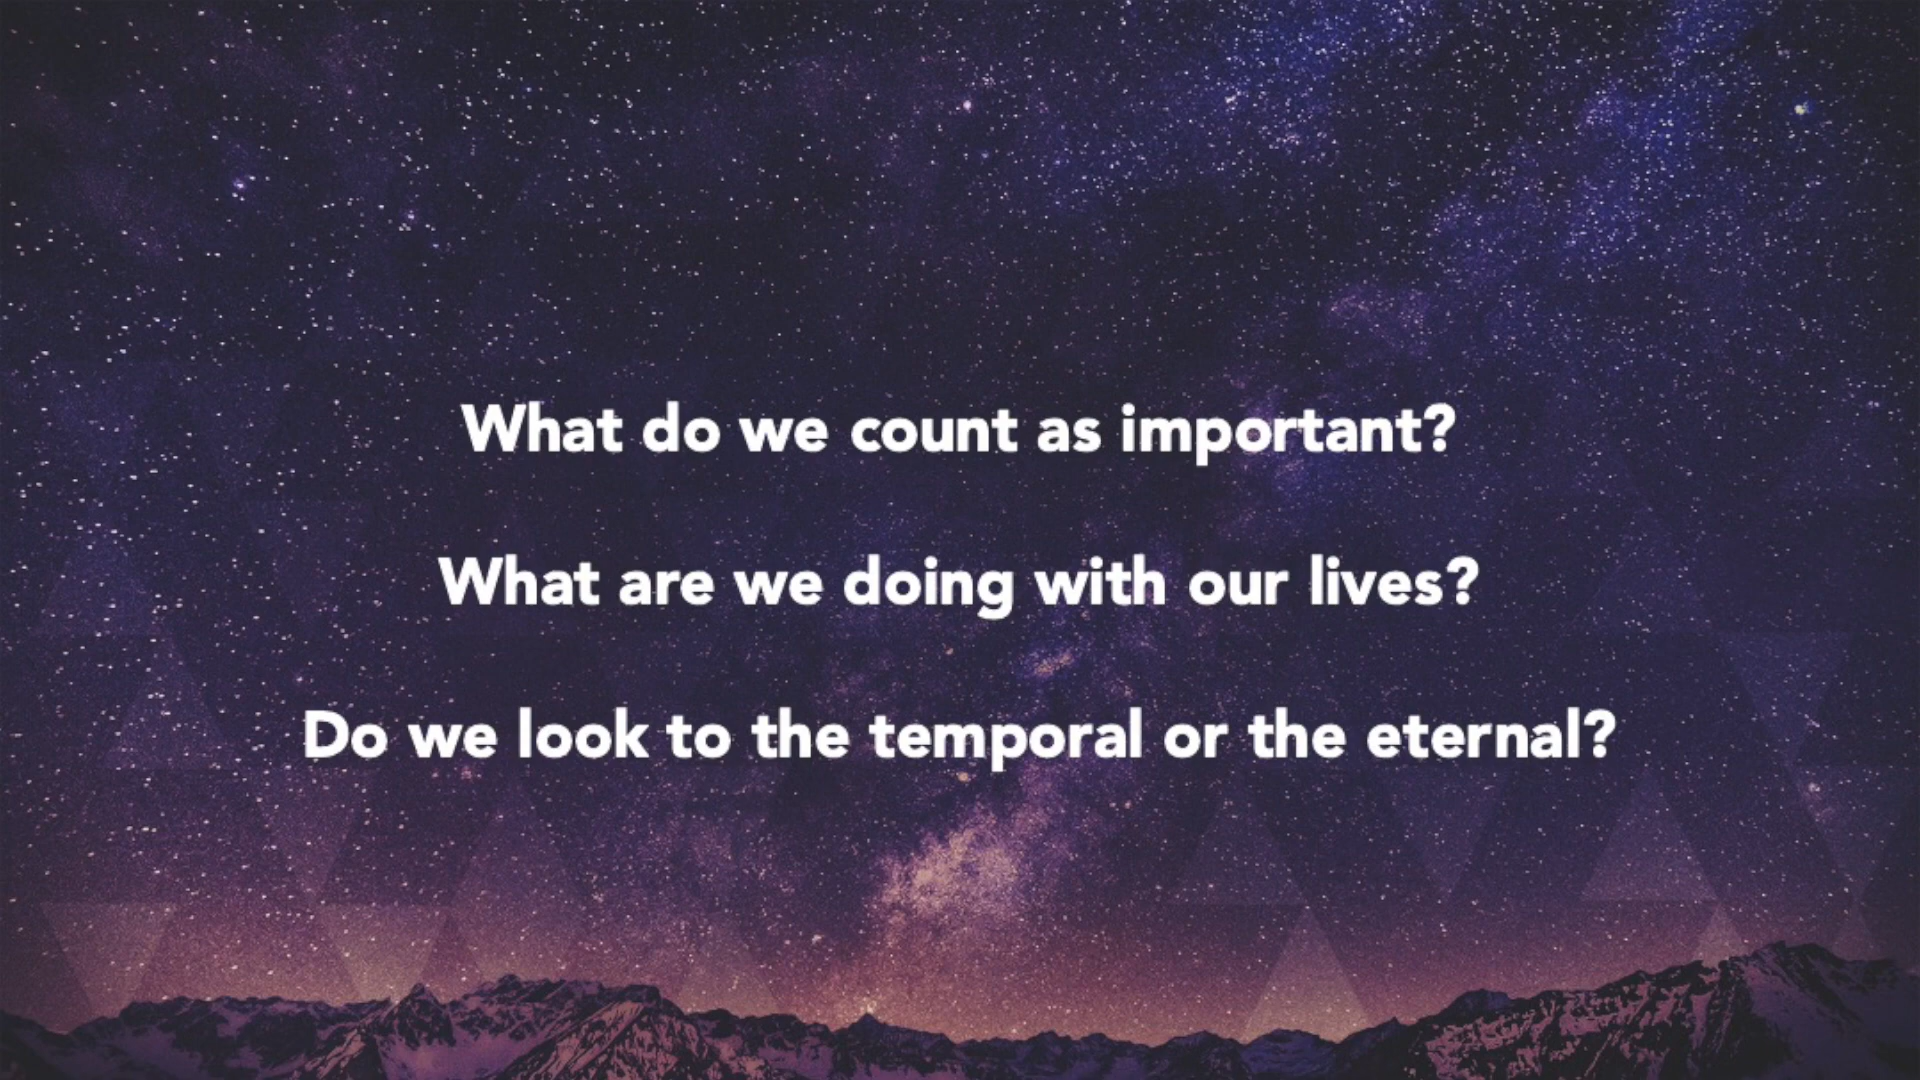 What do we count as important?
What are we doing with our lives?
Do we look to the temporal or the eternal?